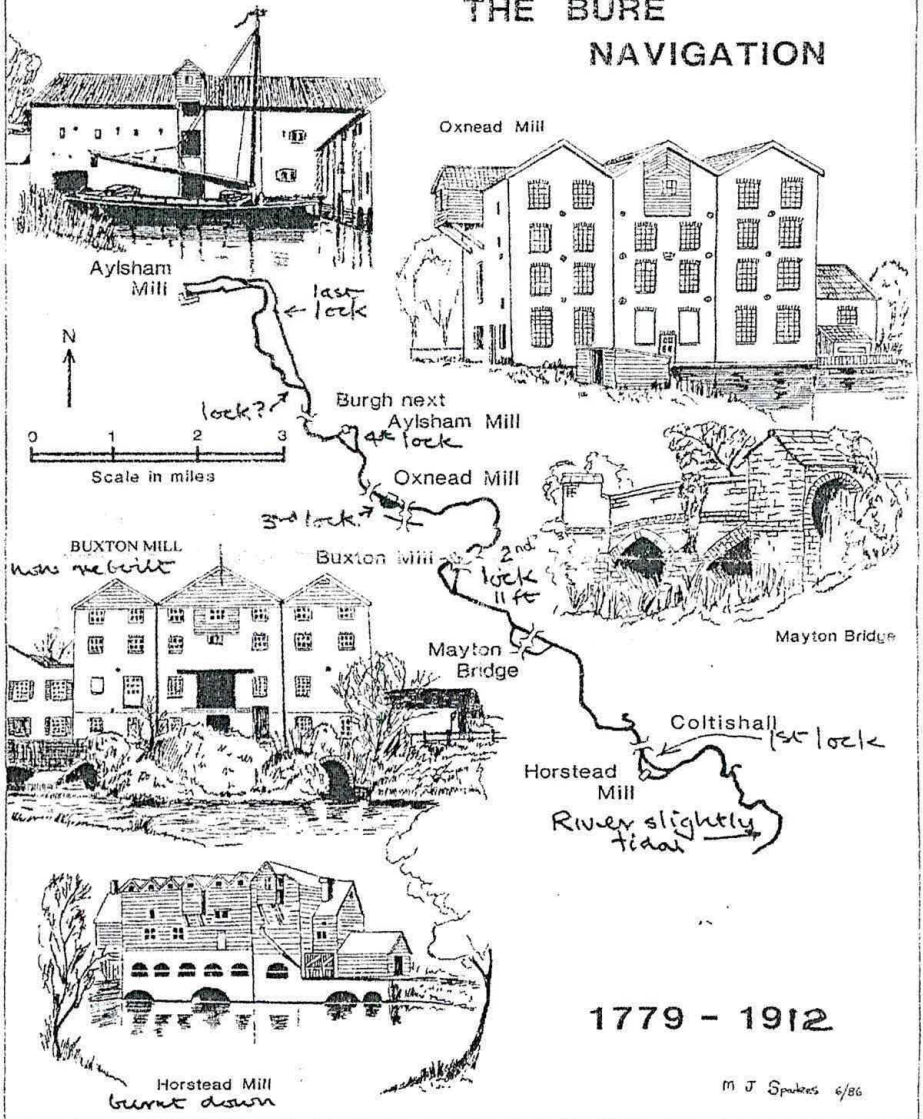 THE BURE
NAVIGATION
Oxnead Mill
Aylsham
Mill
last
lock
N
lock?
Burgh next
Aylsham Mill
4th lock
0 1 2 3
Scale in miles
Oxnead Mill
3rd lock
BUXTON MILL
now rebuilt
Buxton Mill
2nd
lock
11ft
Mayton Bridge
Mayton
Bridge
Coltishall
1st lock
Horstead
Mill
River slightly
tidal
1779 - 1912
Horstead Mill
burnt down
M J Sparkes 6/86